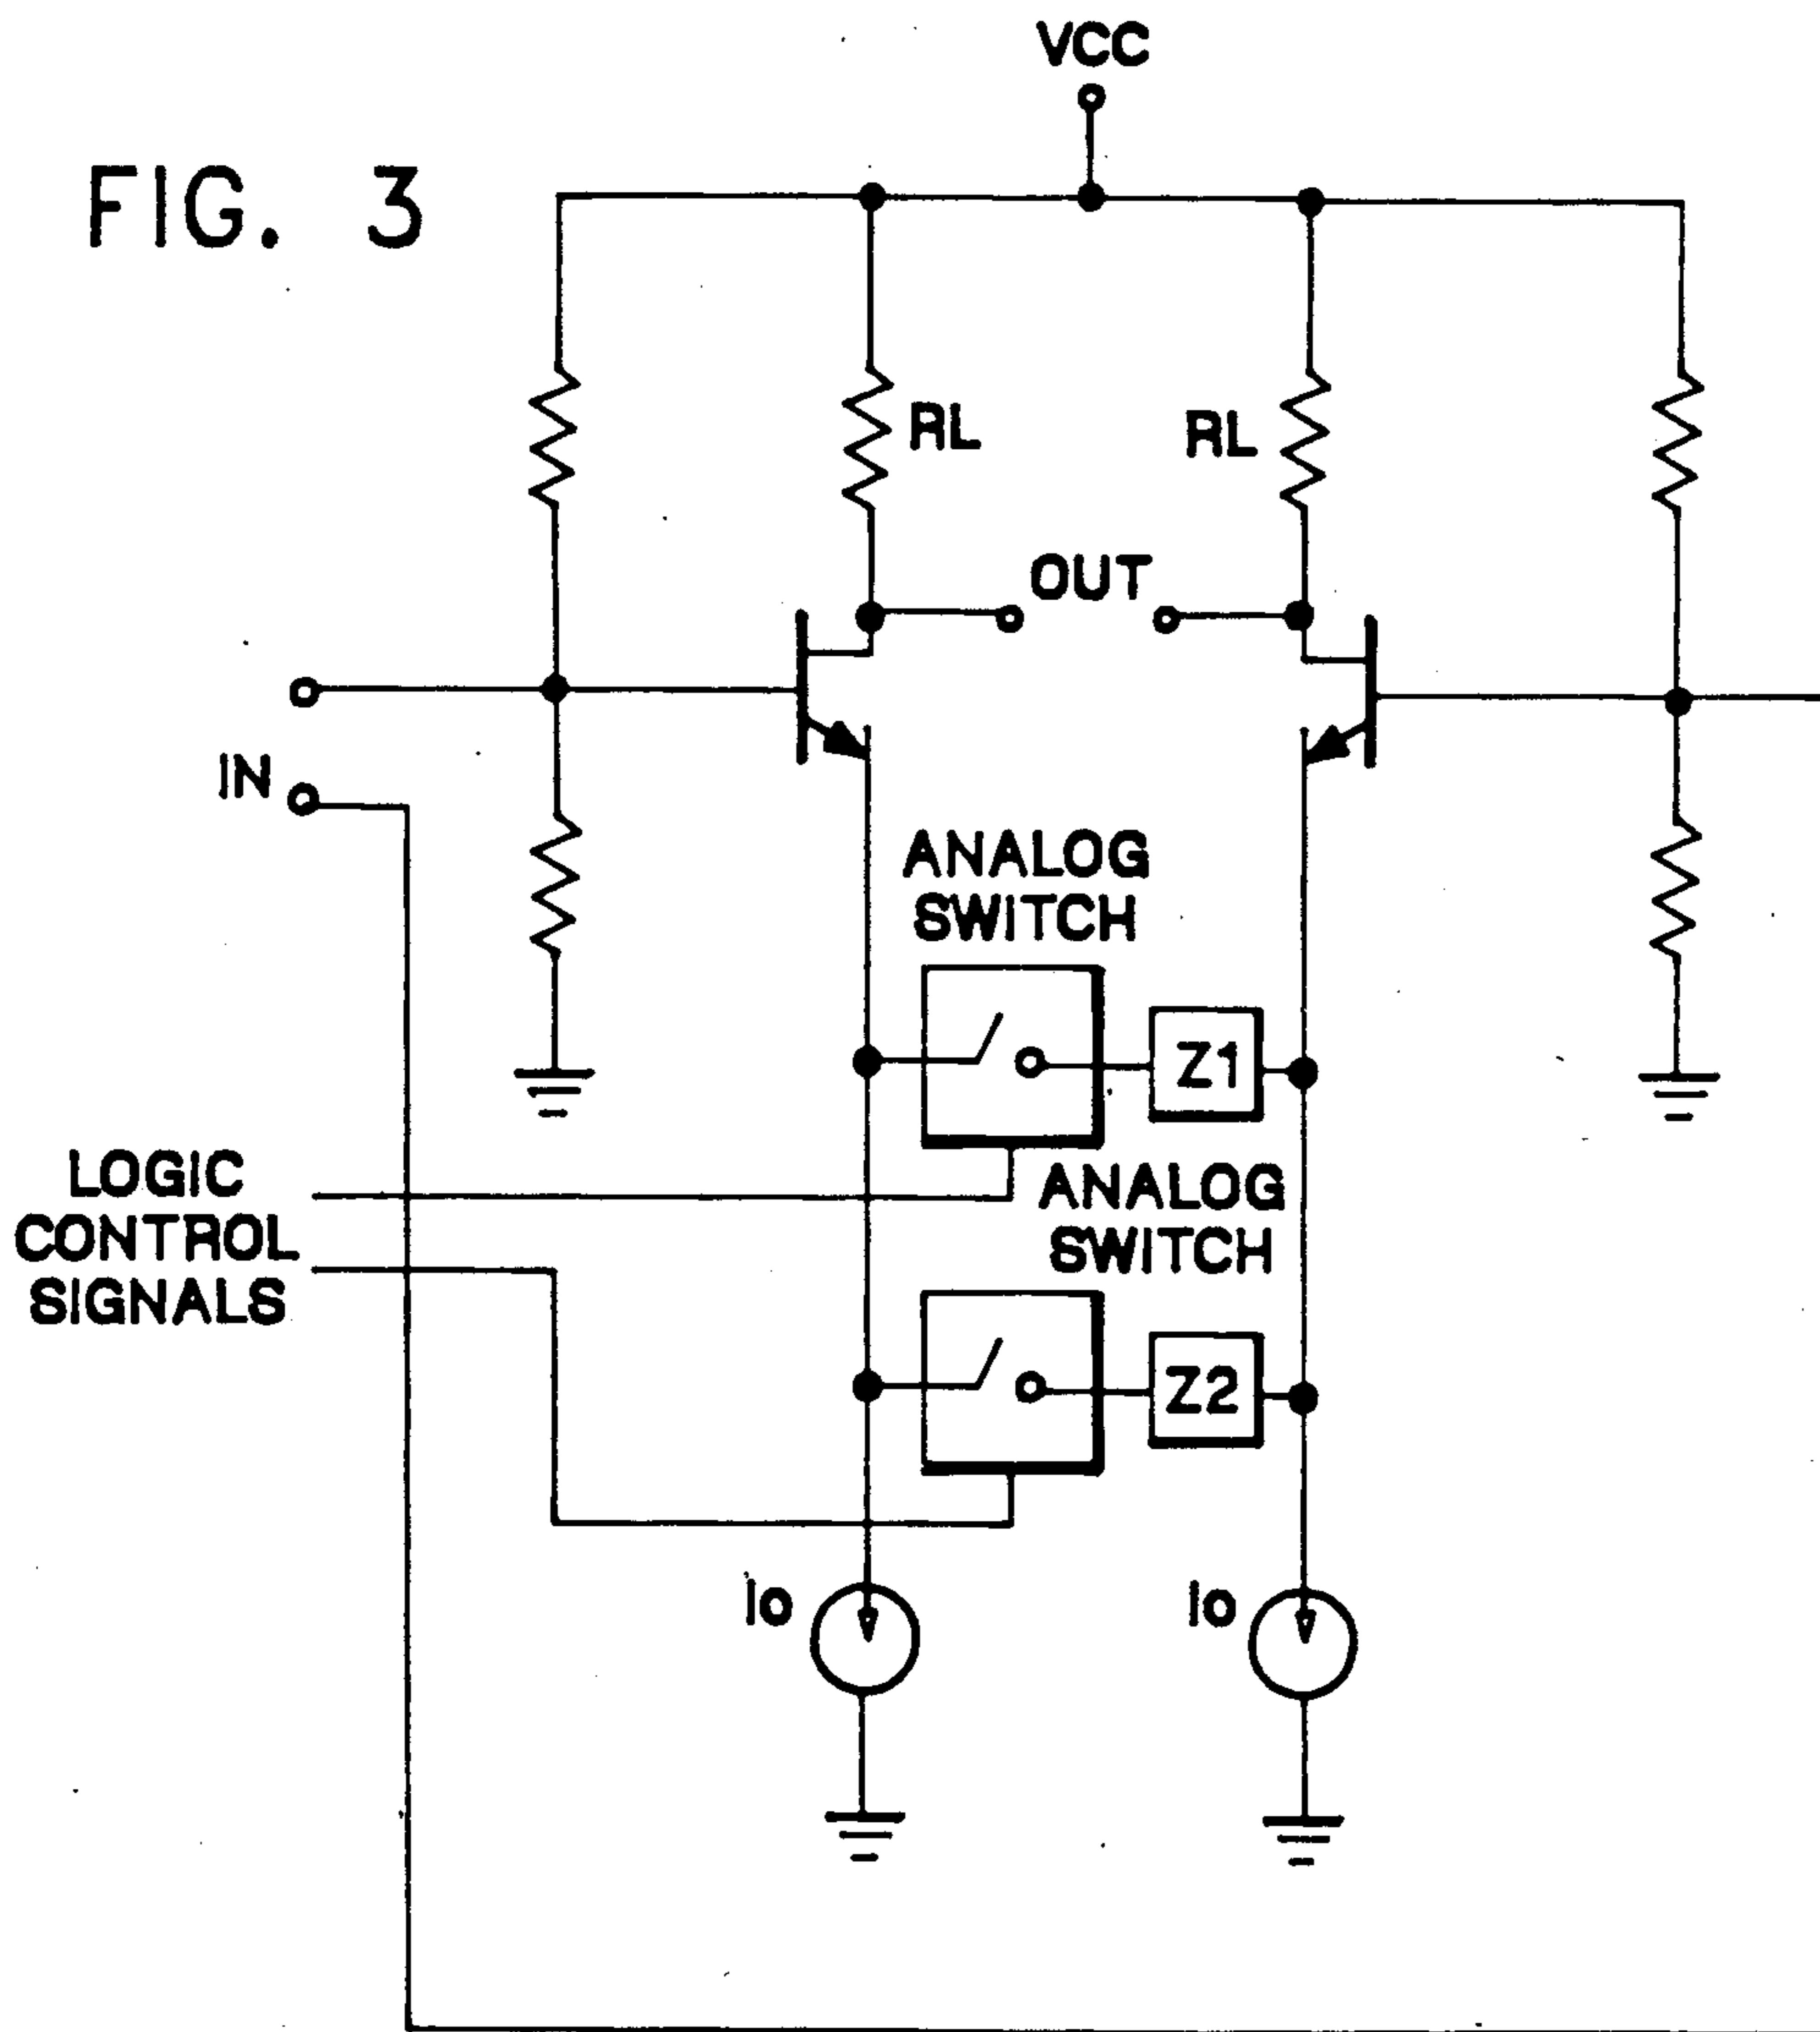 VCC
FIG. 3
RL
RL
OUT
IN
ANALOG
SWITCH
Z1
LOGIC
CONTROL
SIGNALS
ANALOG
SWITCH
Z2
Io
Io